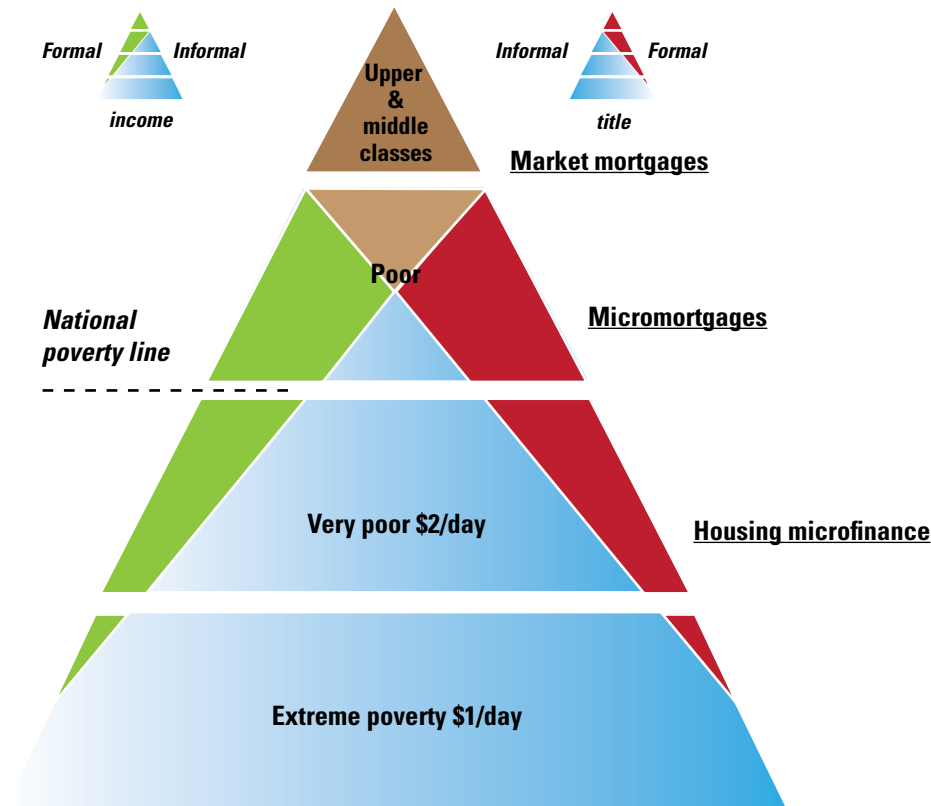 Formal Informal
income
Informal Formal
title
Upper
&
middle
classes
Market mortgages
Poor
National
poverty line
Micromortgages
Very poor $2/day
Housing microfinance
Extreme poverty $1/day